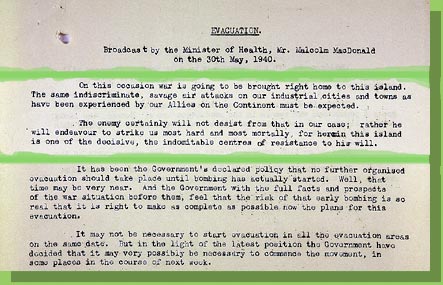 EVACUATION.
Broadcast by the Minister of Health, Mr. Malcolm MacDonald
on the 30th May, 1940.
On this occasion war is going to be brought right home to this island.
The same indiscriminate, savage air attacks on our industrial cities and towns as
have been experienced by our Allies on the Continent must be expected.
The enemy certainly will not desist from that in our case; rather he
will endeavour to strike us most hard and most mortally, for herein this island
is one of the decisive, the indomitable centres of resistance to his will.
It has been the Government's declared policy that no further organised
evacuation should take place until bombing has actually started. Well, that
time may be very near. And the Government with the full facts and prospects
of the war situation before them, feel that the risk of that early bombing is so
real that it is right to make as complete as possible now the plans for this
evacuation.
It may not be necessary to start evacuation in all the evacuation areas
on the same date. But in the light of the latest position the Government have
decided that it may very possibly be necessary to commence the movement, in
some places in the course of next week.